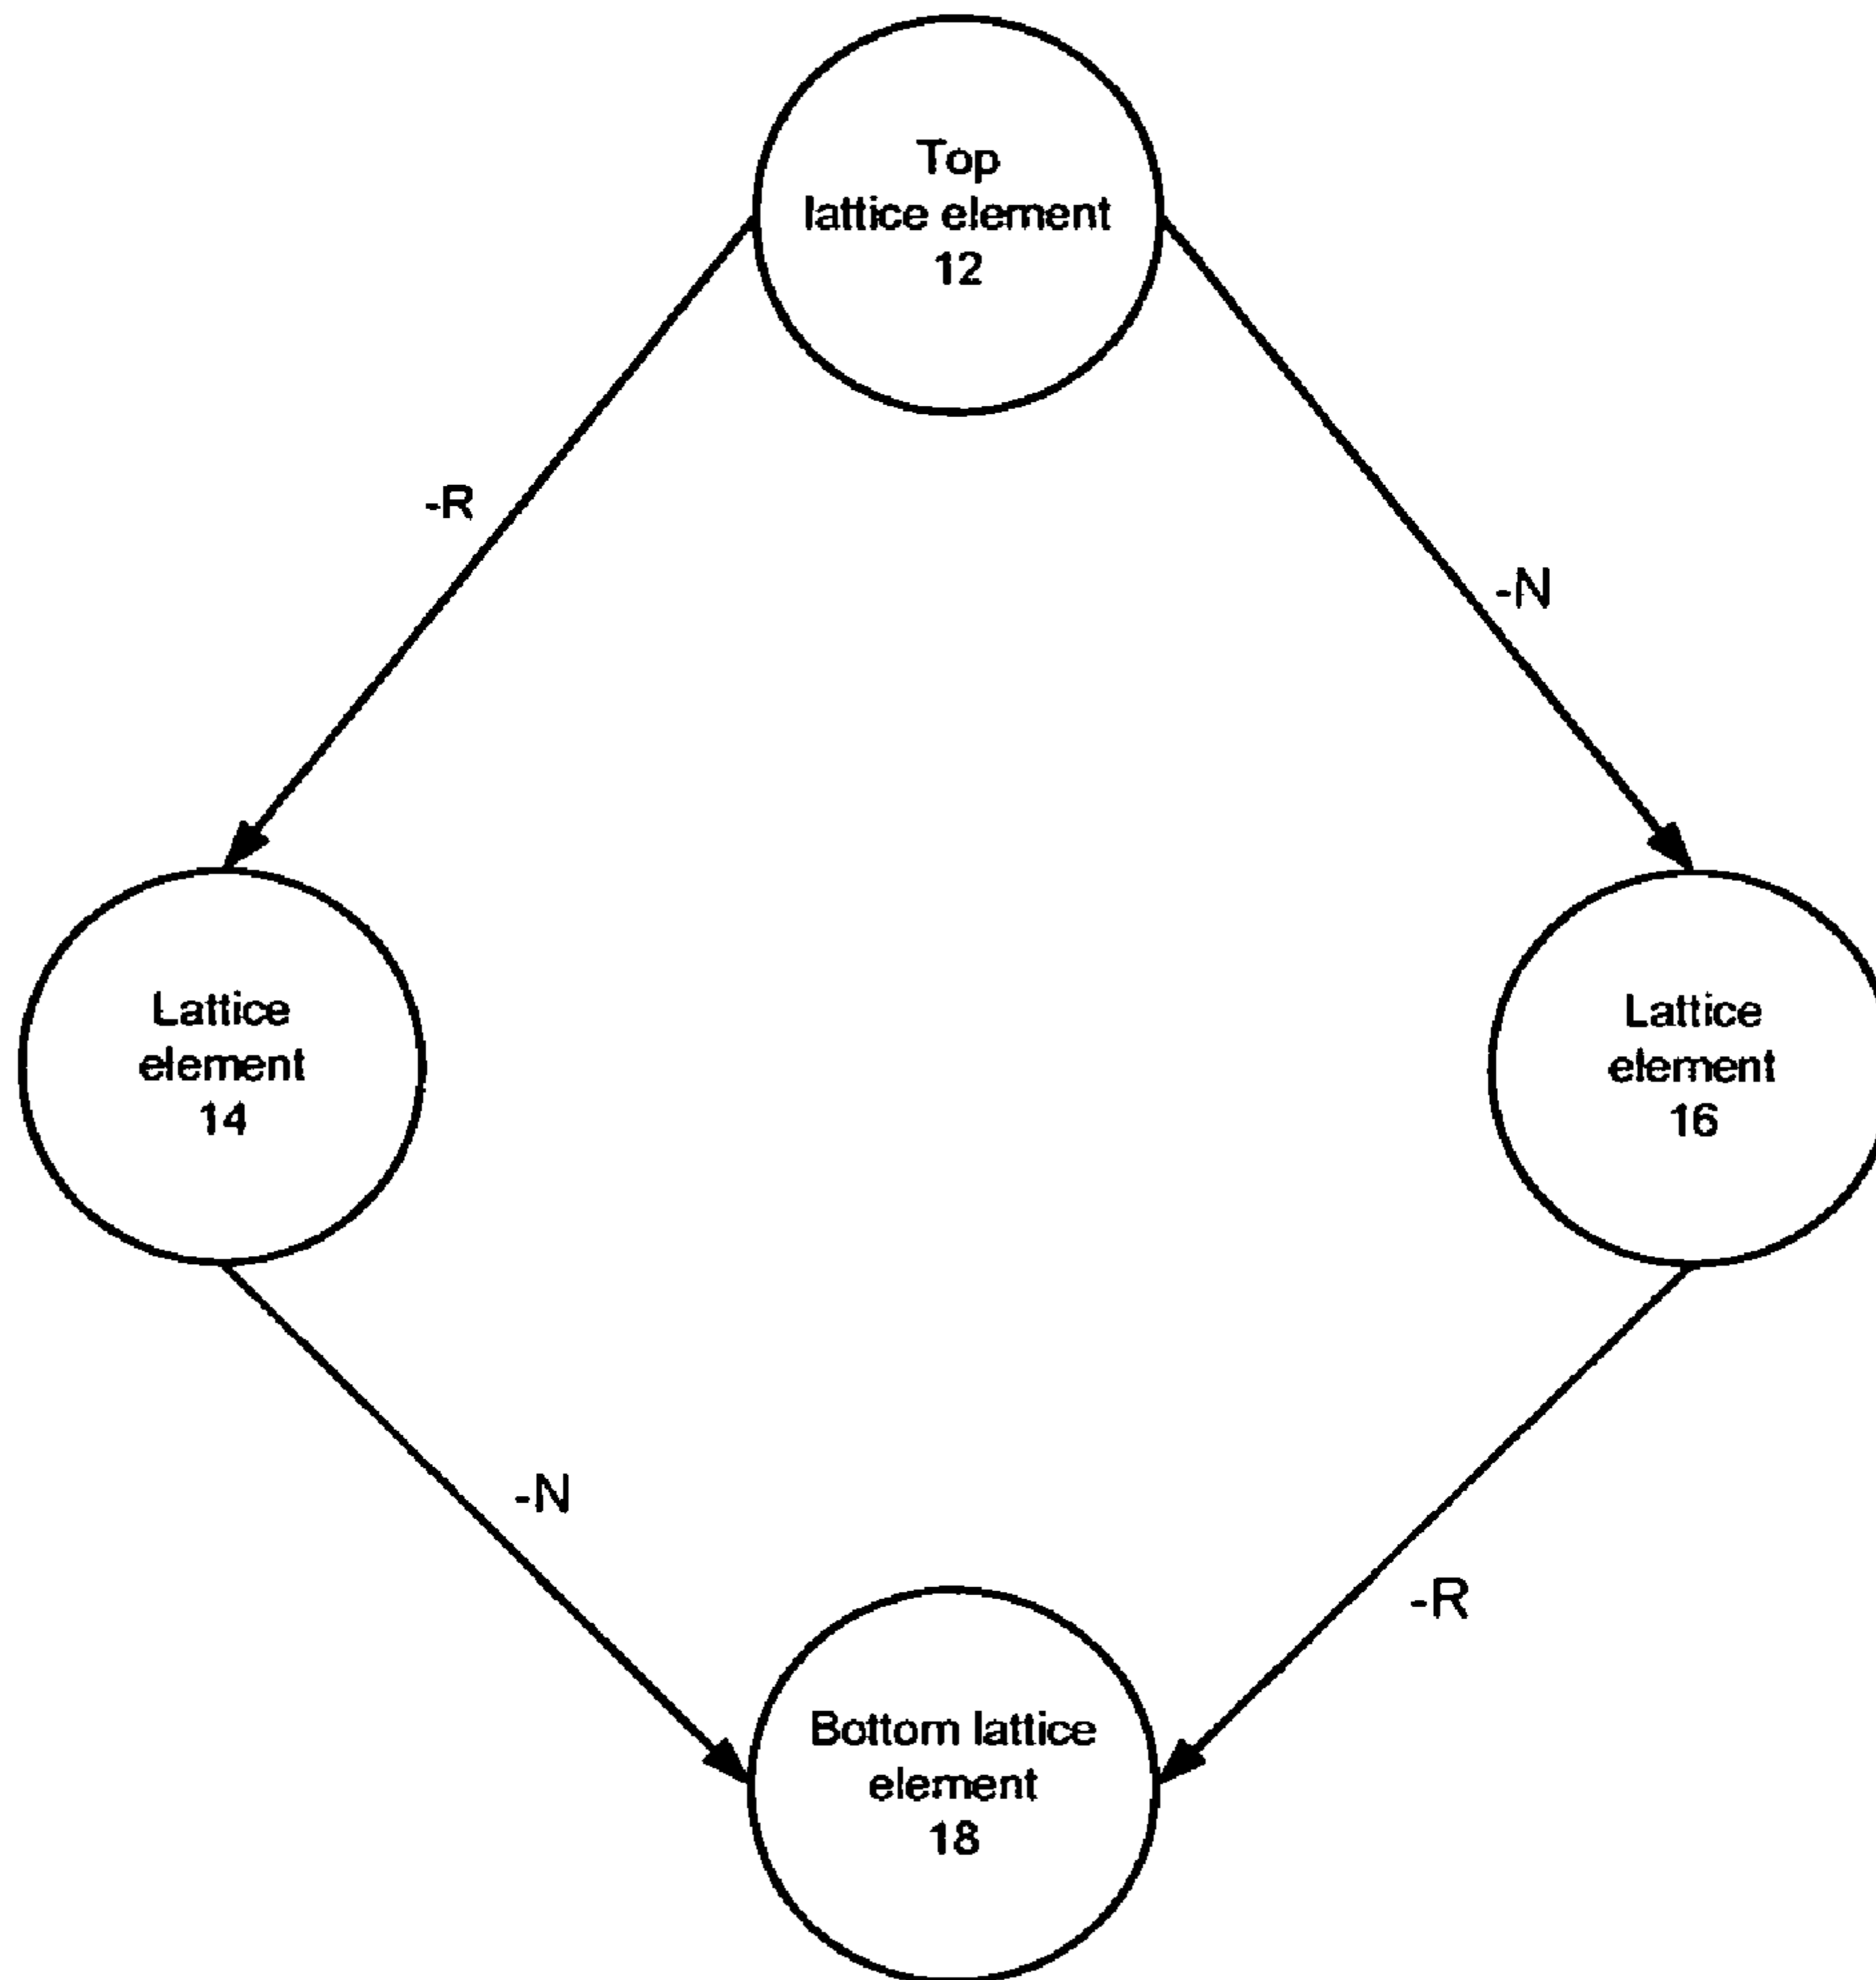 Top
lattice element
12
-R
-N
Lattice
element
14
Lattice
element
16
-N
-R
Bottom lattice
element
18